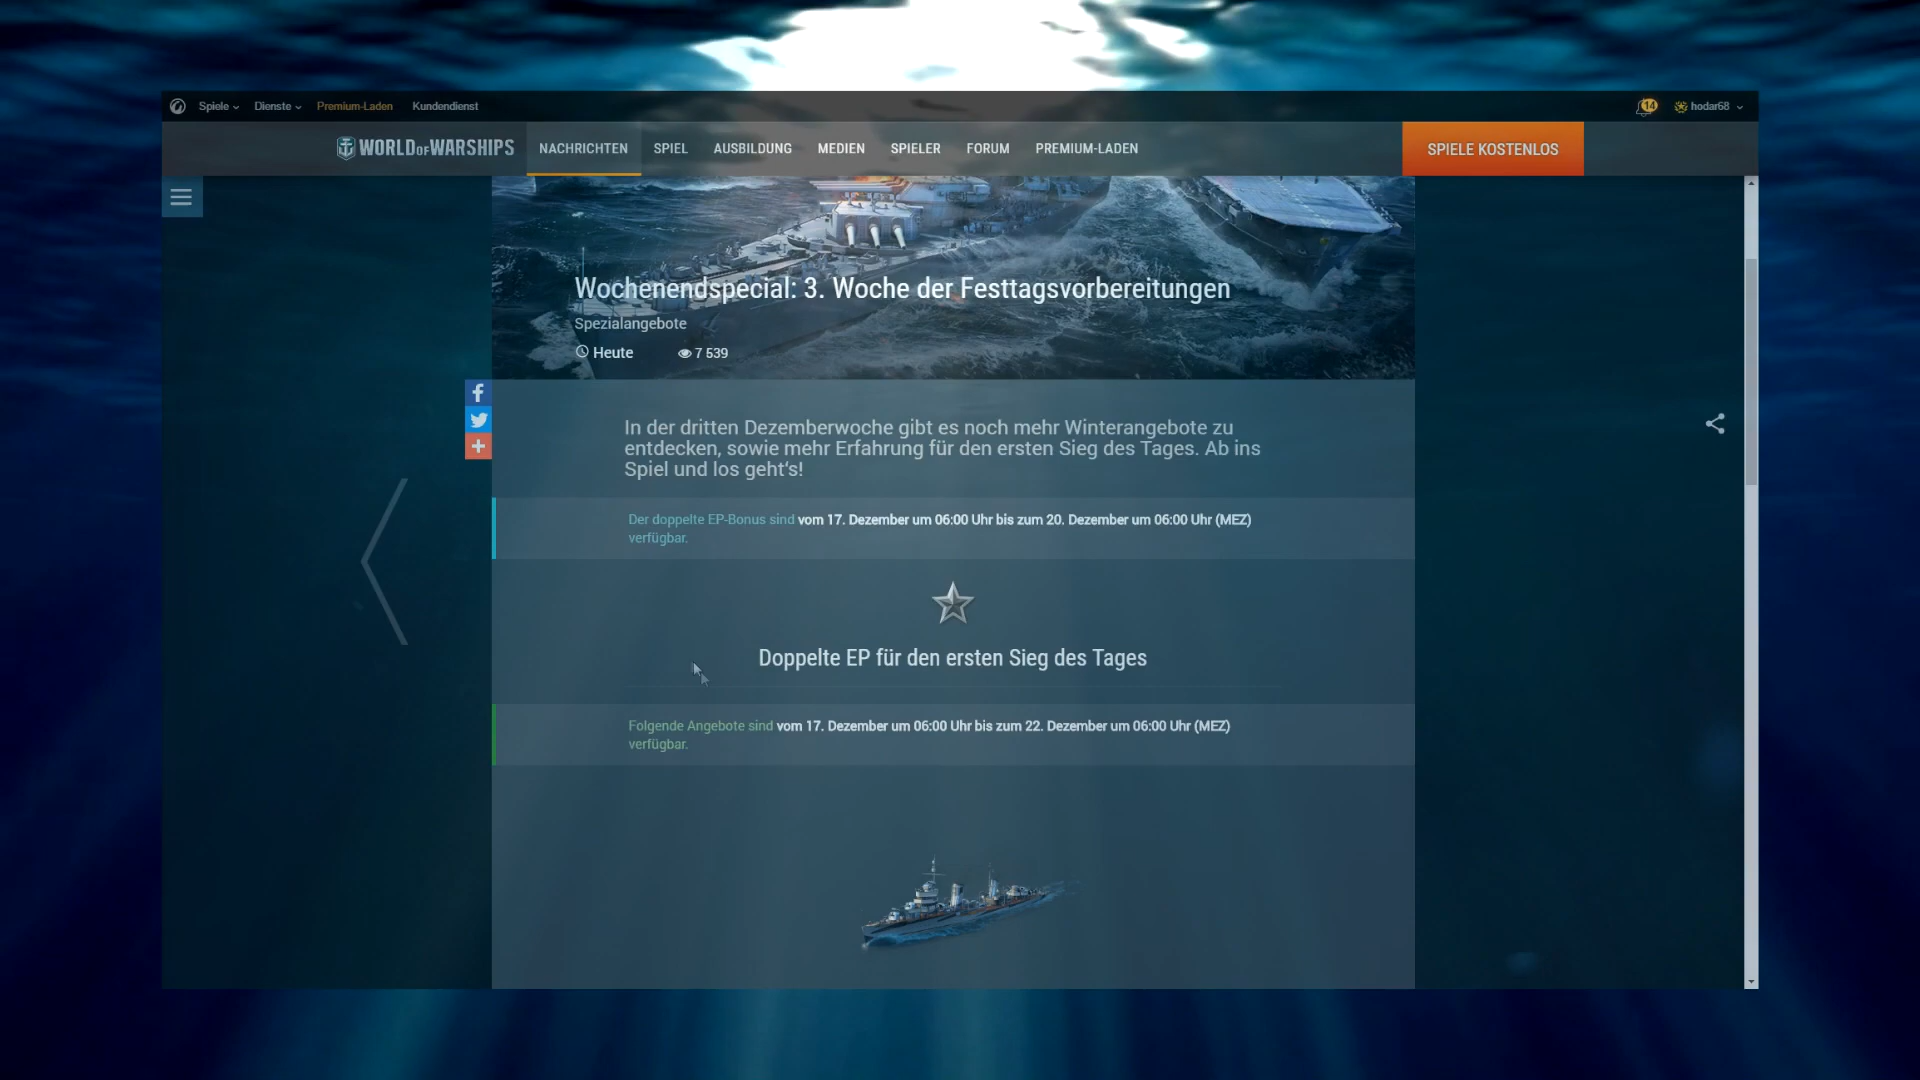 Spiele
Dienste
Premium-Laden
Kundendienst
14
hodar68
WORLD OF WARSHIPS
NACHRICHTEN
SPIEL
AUSBILDUNG
MEDIEN
SPIELER
FORUM
PREMIUM-LADEN
SPIELE KOSTENLOS
Wochenendspecial: 3. Woche der Festtagsvorbereitungen
Spezialangebote
Heute
7 539
In der dritten Dezemberwoche gibt es noch mehr Winterangebote zu
entdecken, sowie mehr Erfahrung für den ersten Sieg des Tages. Ab ins
Spiel und los geht's!
Der doppelte EP-Bonus sind vom 17. Dezember um 06:00 Uhr bis zum 20. Dezember um 06:00 Uhr (MEZ)
verfügbar.
Doppelte EP für den ersten Sieg des Tages
Folgende Angebote sind vom 17. Dezember um 06:00 Uhr bis zum 22. Dezember um 06:00 Uhr (MEZ)
verfügbar.